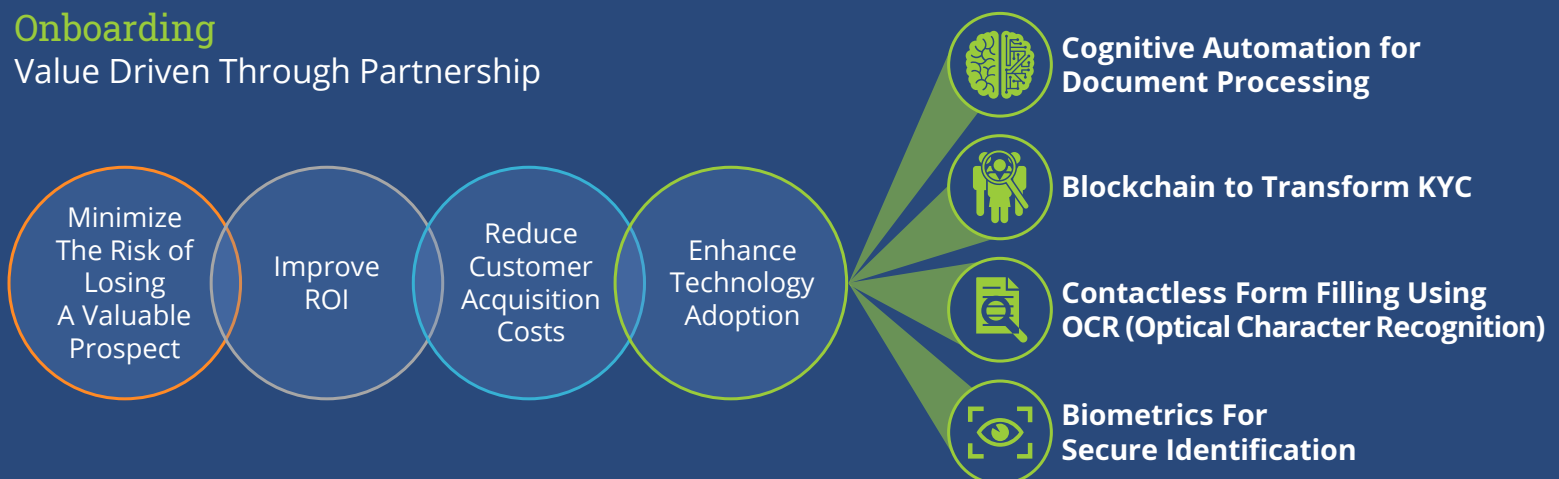 Onboarding
Value Driven Through Partnership
Minimize
The Risk of
Losing
A Valuable
Prospect
Improve
ROI
Reduce
Customer
Acquisition
Costs
Enhance
Technology
Adoption
Cognitive Automation for
Document Processing
Blockchain to Transform KYC
Contactless Form Filling Using
OCR (Optical Character Recognition)
Biometrics For
Secure Identification